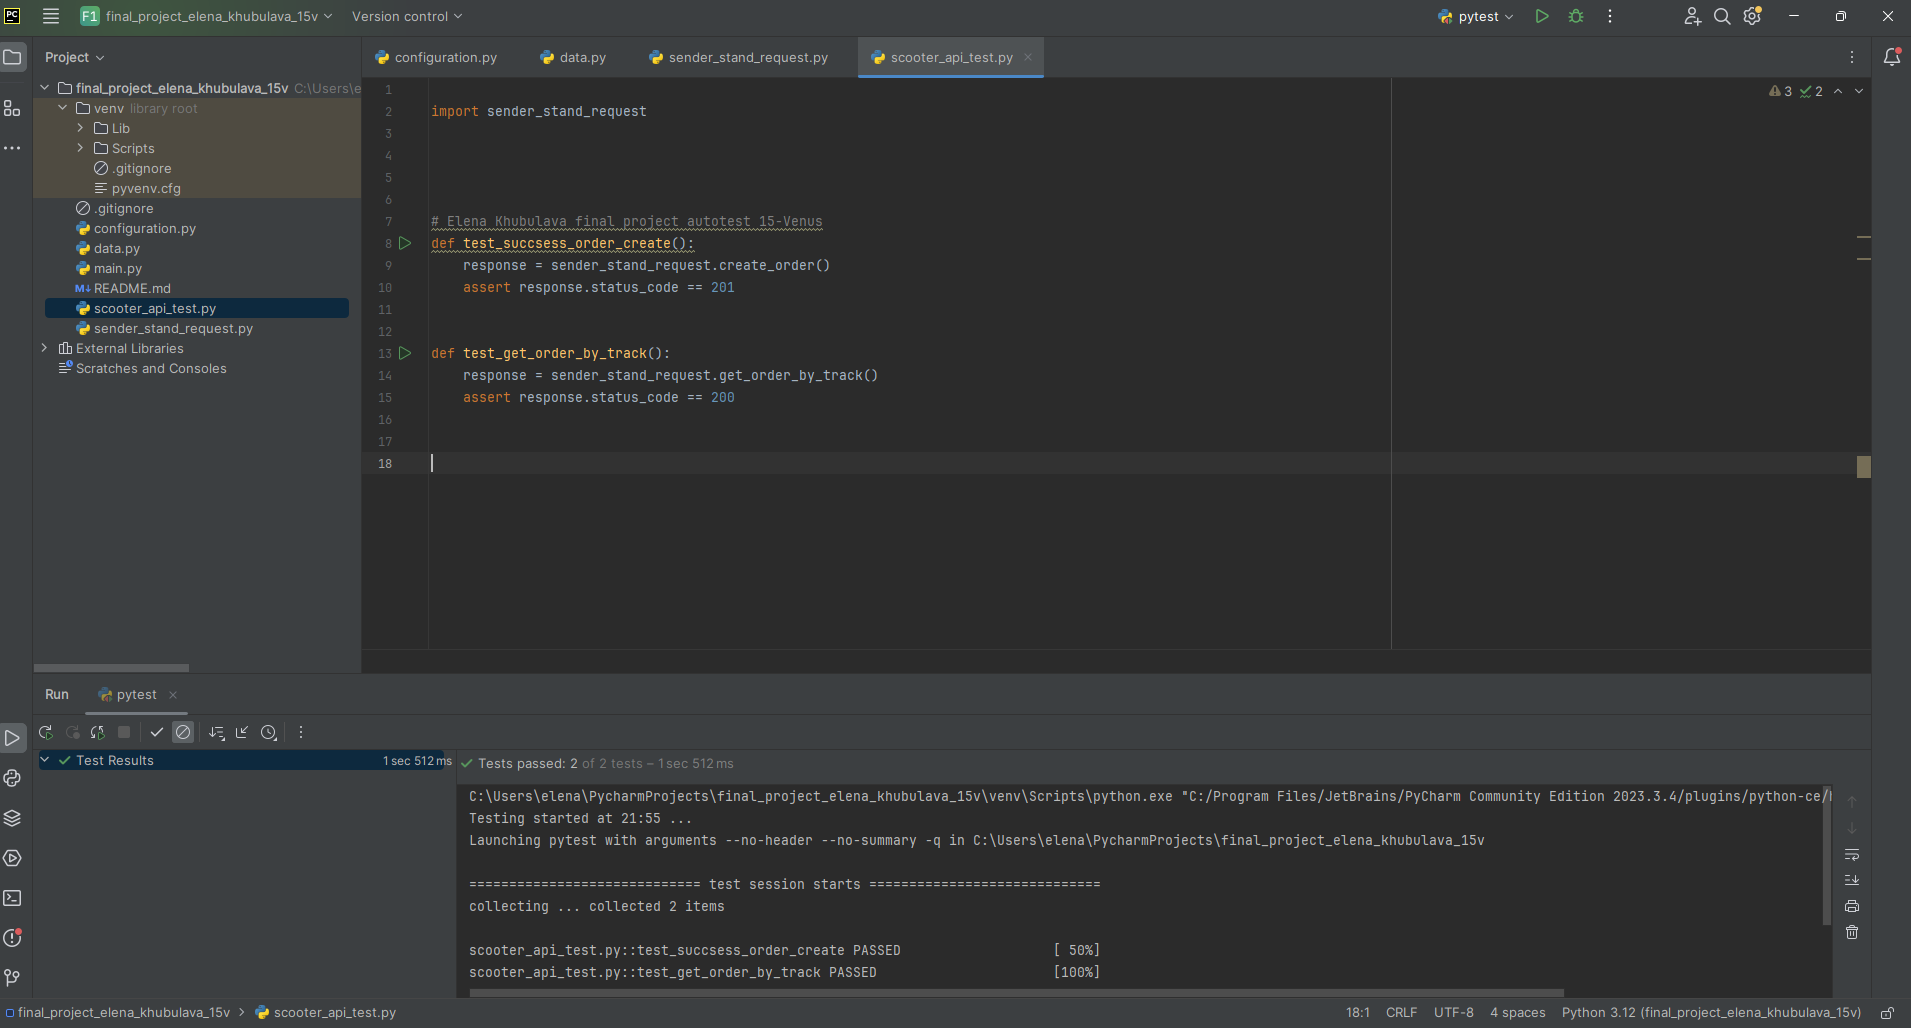 PC F1 final_project_elena_khubulava_15v Version control pytest
Project
configuration.py data.py sender_stand_request.py scooter_api_test.py
final_project_elena_khubulava_15v C:\Users\e
venv library root
Lib
Scripts
.gitignore
pyvenv.cfg
.gitignore
configuration.py
data.py
main.py
M↓ README.md
scooter_api_test.py
sender_stand_request.py
External Libraries
Scratches and Consoles
3 2
1
2 import sender_stand_request
3
4
5
6
7 # Elena Khubulava final project autotest 15-Venus
8 def test_succsess_order_create():
9 response = sender_stand_request.create_order()
10 assert response.status_code == 201
11
12
13 def test_get_order_by_track():
14 response = sender_stand_request.get_order_by_track()
15 assert response.status_code == 200
16
17
18
Run pytest
Test Results 1 sec 512 ms
Tests passed: 2 of 2 tests – 1 sec 512 ms
C:\Users\elena\PycharmProjects\final_project_elena_khubulava_15v\venv\Scripts\python.exe "C:/Program Files/JetBrains/PyCharm Community Edition 2023.3.4/plugins/python-ce/
Testing started at 21:55 ...
Launching pytest with arguments --no-header --no-summary -q in C:\Users\elena\PycharmProjects\final_project_elena_khubulava_15v
============================= test session starts =============================
collecting ... collected 2 items
scooter_api_test.py::test_succsess_order_create PASSED [ 50%]
scooter_api_test.py::test_get_order_by_track PASSED [100%]
final_project_elena_khubulava_15v > scooter_api_test.py 18:1 CRLF UTF-8 4 spaces Python 3.12 (final_project_elena_khubulava_15v)